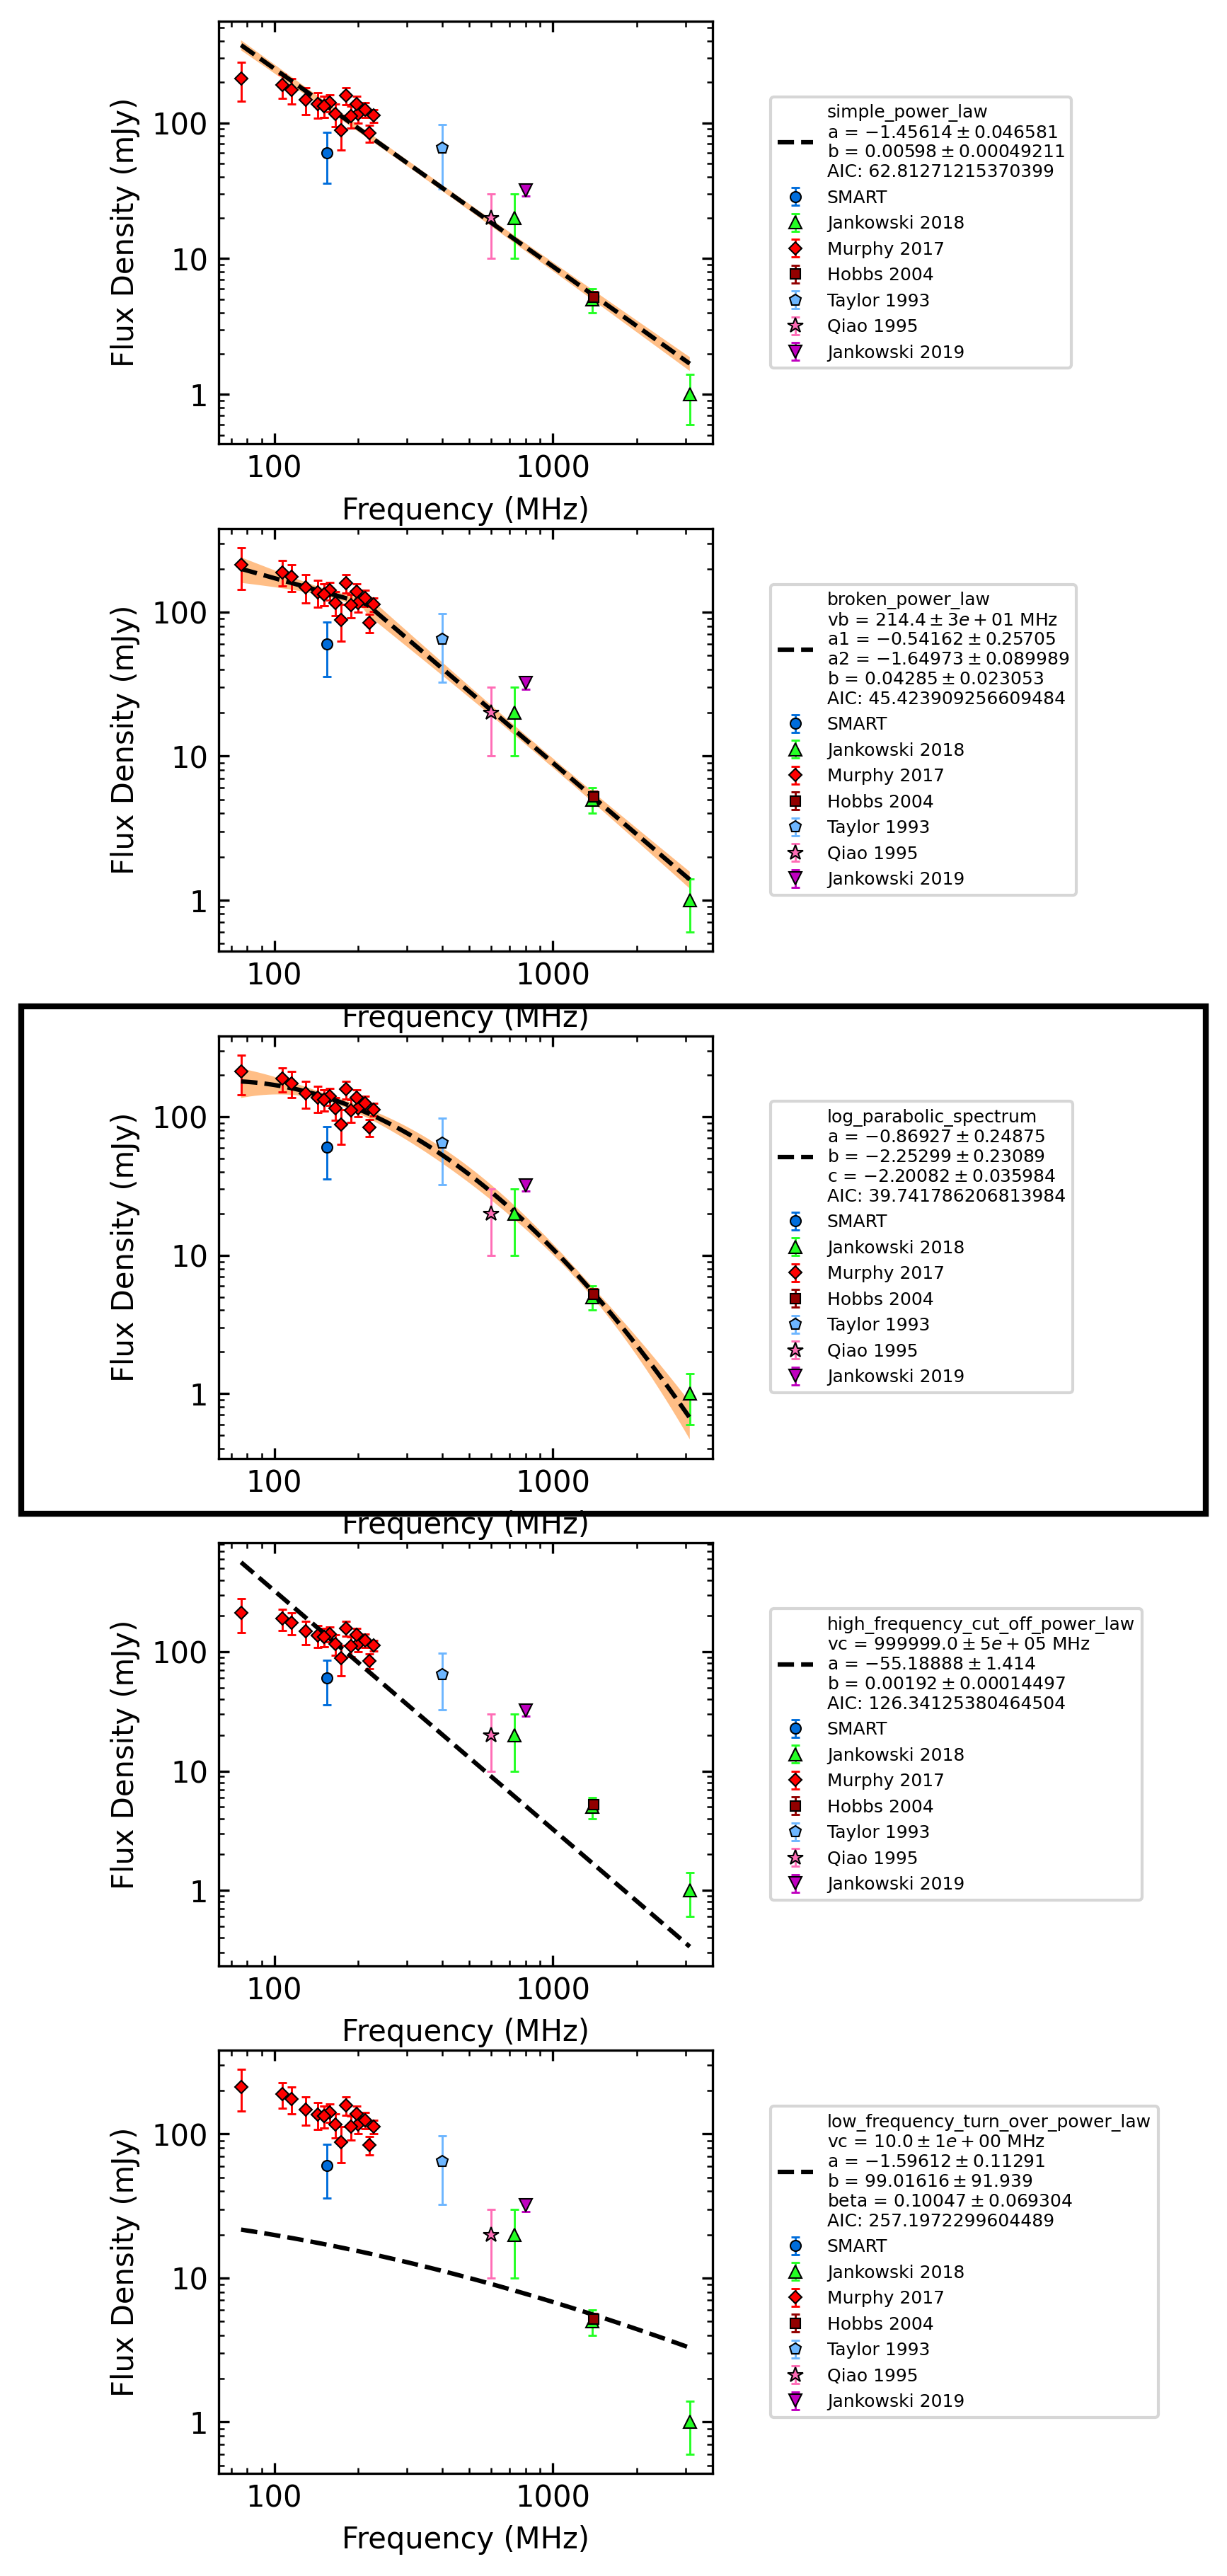 100
10
1
Flux Density (mJy)
100
1000
Frequency (MHz)
simple_power_law
a = −1.45614 ± 0.046581
b = 0.00598 ± 0.00049211
AIC: 62.81271215370399
SMART
Jankowski 2018
Murphy 2017
Hobbs 2004
Taylor 1993
Qiao 1995
Jankowski 2019
100
10
1
Flux Density (mJy)
100
1000
Frequency (MHz)
broken_power_law
vb = 214.4 ± 3e + 01 MHz
a1 = −0.54162 ± 0.25705
a2 = −1.64973 ± 0.089989
b = 0.04285 ± 0.023053
AIC: 45.423909256609484
SMART
Jankowski 2018
Murphy 2017
Hobbs 2004
Taylor 1993
Qiao 1995
Jankowski 2019
100
10
1
Flux Density (mJy)
100
1000
Frequency (MHz)
log_parabolic_spectrum
a = −0.86927 ± 0.24875
b = −2.25299 ± 0.23089
c = −2.20082 ± 0.035984
AIC: 39.741786206813984
SMART
Jankowski 2018
Murphy 2017
Hobbs 2004
Taylor 1993
Qiao 1995
Jankowski 2019
100
10
1
Flux Density (mJy)
100
1000
Frequency (MHz)
high_frequency_cut_off_power_law
vc = 999999.0 ± 5e + 05 MHz
a = −55.18888 ± 1.414
b = 0.00192 ± 0.00014497
AIC: 126.34125380464504
SMART
Jankowski 2018
Murphy 2017
Hobbs 2004
Taylor 1993
Qiao 1995
Jankowski 2019
100
10
1
Flux Density (mJy)
100
1000
Frequency (MHz)
low_frequency_turn_over_power_law
vc = 10.0 ± 1e + 00 MHz
a = −1.59612 ± 0.11291
b = 99.01616 ± 91.939
beta = 0.10047 ± 0.069304
AIC: 257.1972299604489
SMART
Jankowski 2018
Murphy 2017
Hobbs 2004
Taylor 1993
Qiao 1995
Jankowski 2019